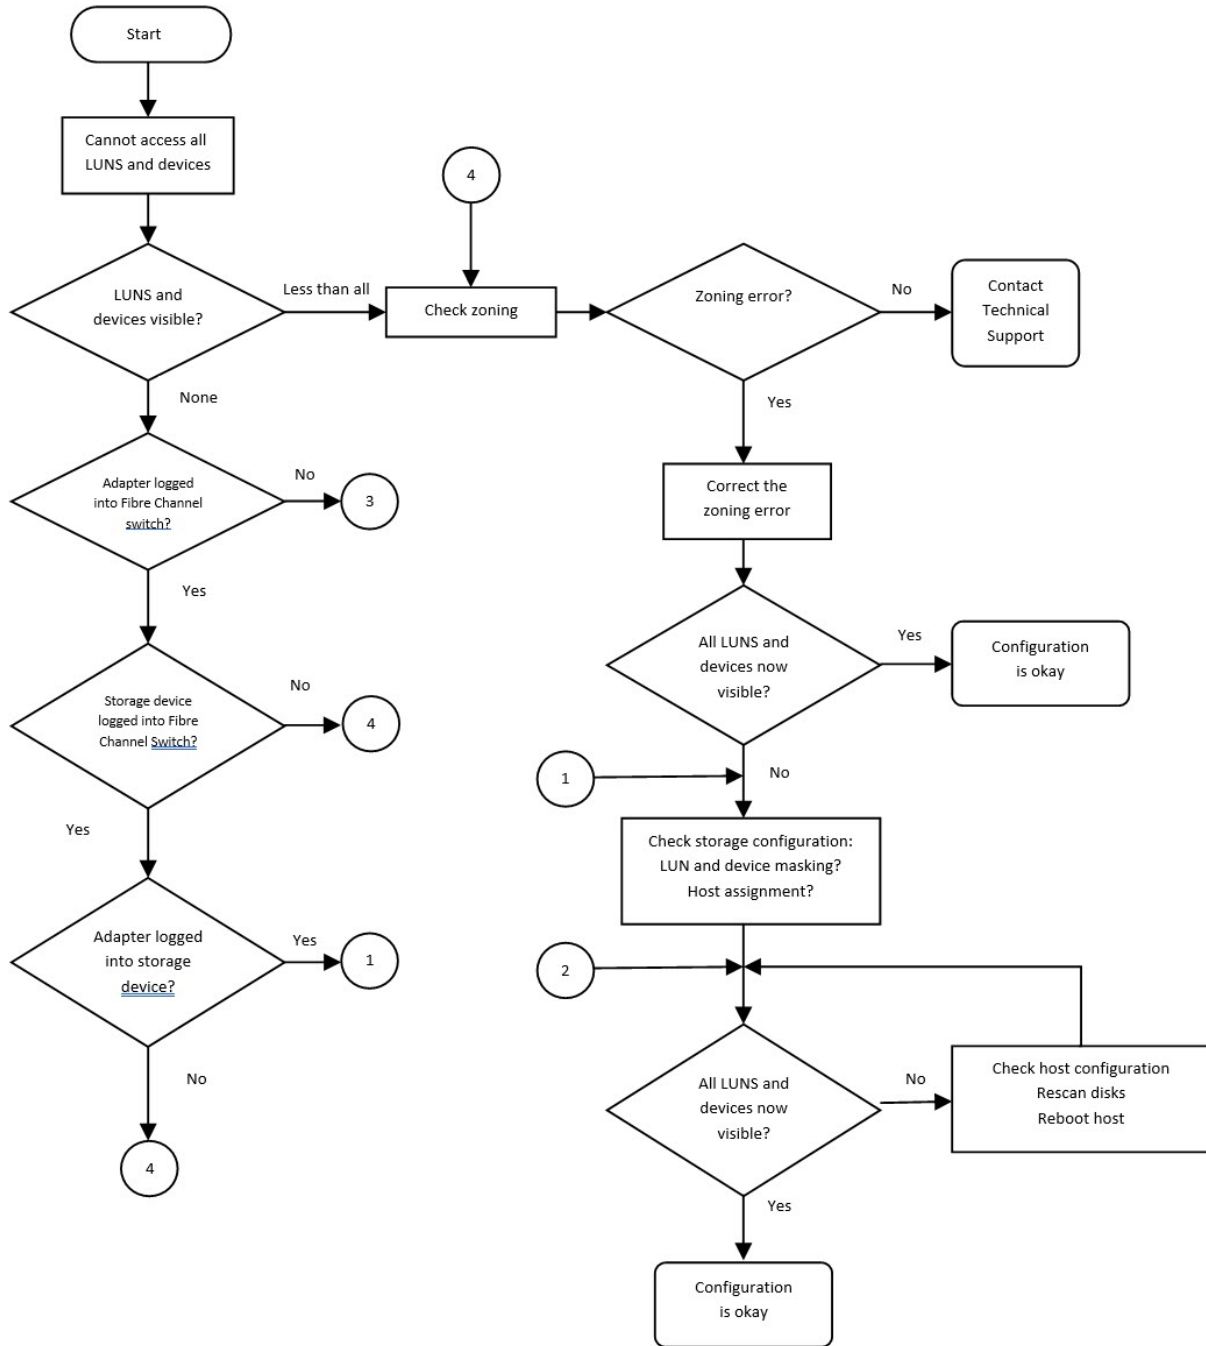 Start
Cannot access all
LUNS and devices
4
LUNS and
devices visible?
Less than all
Check zoning
Zoning error?
No
Contact
Technical
Support
None
Yes
Adapter logged
into Fibre Channel
switch?
No
3
Correct the
zoning error
Yes
All LUNS and
devices now
visible?
Yes
Configuration
is okay
Storage device
logged into Fibre
Channel Switch?
No
4
1
No
Yes
Check storage configuration:
LUN and device masking?
Host assignment?
Adapter logged
into storage
device?
Yes
1
2
No
4
All LUNS and
devices now
visible?
No
Check host configuration
Rescan disks
Reboot host
Yes
Configuration
is okay